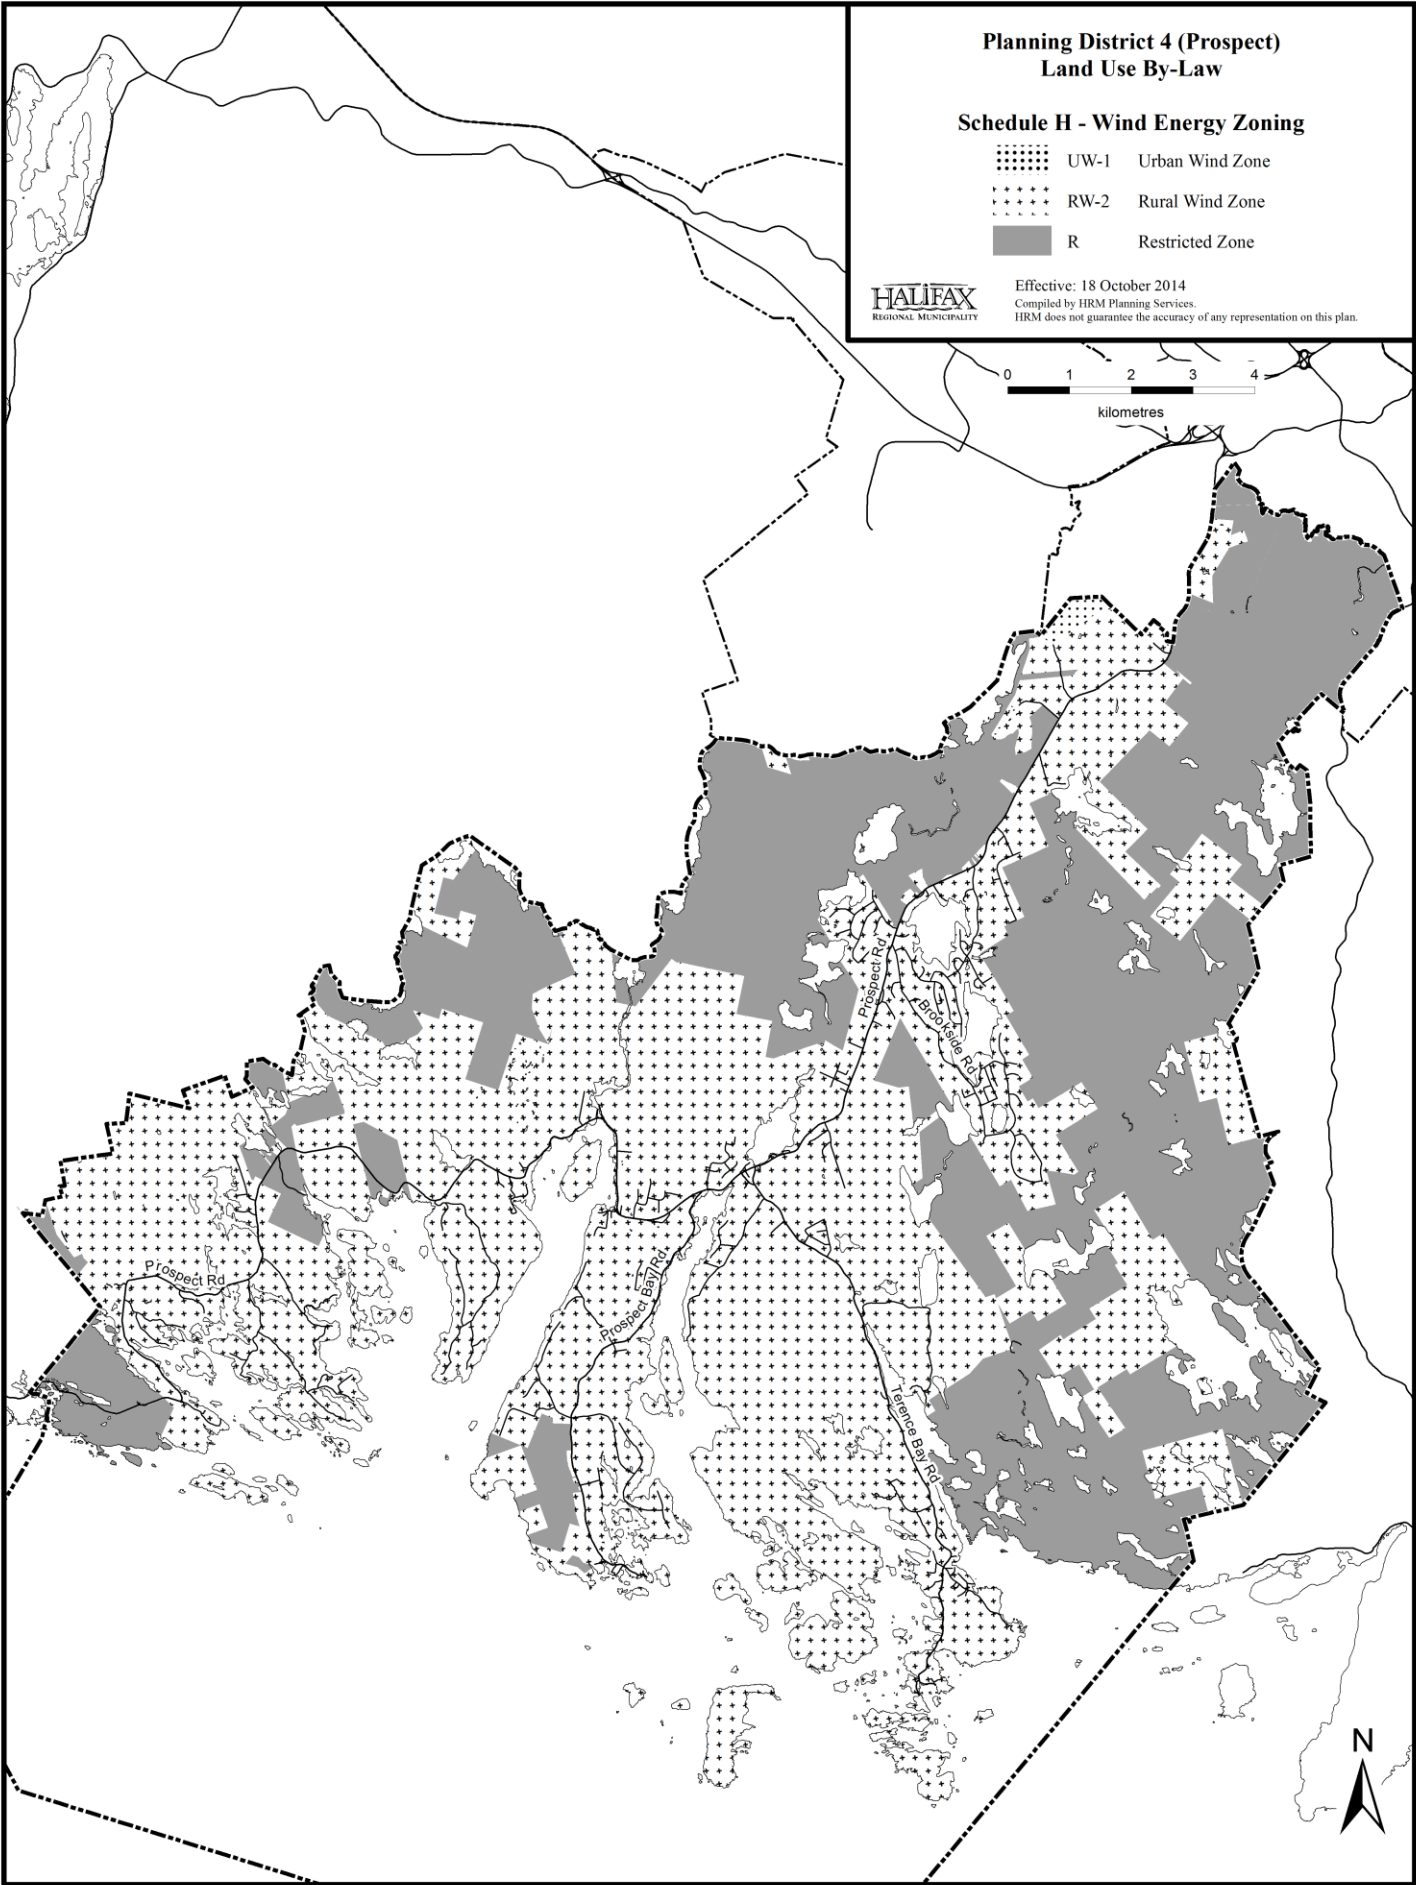 Planning District 4 (Prospect)
Land Use By-Law
Schedule H - Wind Energy Zoning
UW-1 Urban Wind Zone
RW-2 Rural Wind Zone
R Restricted Zone
HALIFAX
REGIONAL MUNICIPALITY
Effective: 18 October 2014
Compiled by HRM Planning Services.
HRM does not guarantee the accuracy of any representation on this plan.
0 1 2 3 4
kilometres
Prospect Rd
Brookside Rd
Prospect Rd
Prospect Bay Rd
Terence Bay Rd
N